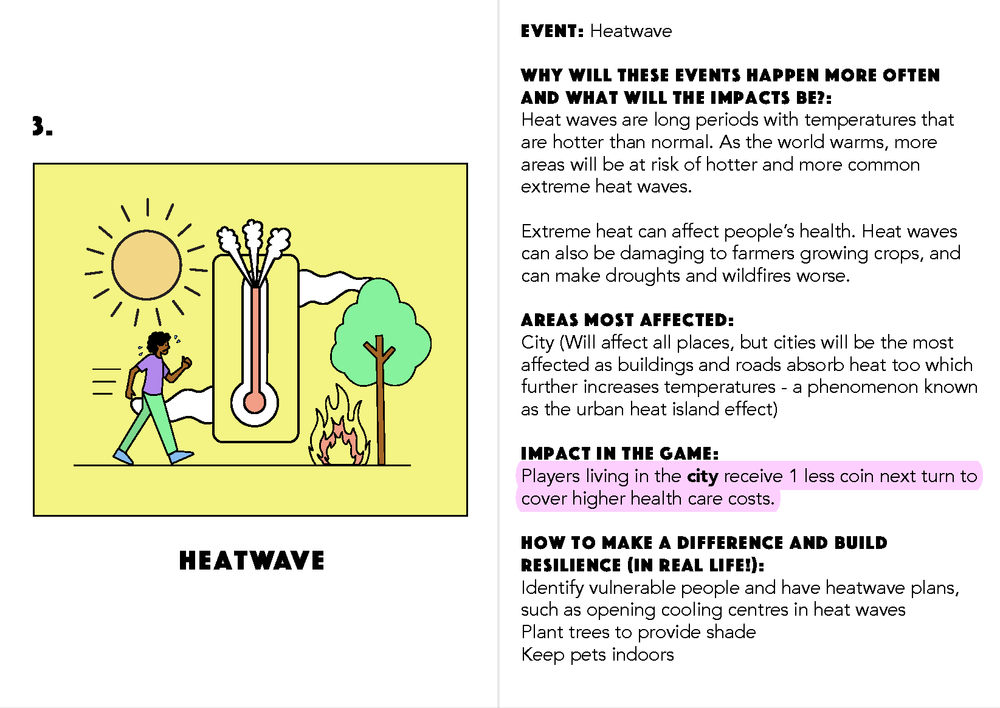 3.
HEATWAVE
EVENT: Heatwave
WHY WILL THESE EVENTS HAPPEN MORE OFTEN
AND WHAT WILL THE IMPACTS BE?:
Heat waves are long periods with temperatures that
are hotter than normal. As the world warms, more
areas will be at risk of hotter and more common
extreme heat waves.
Extreme heat can affect people’s health. Heat waves
can also be damaging to farmers growing crops, and
can make droughts and wildfires worse.
AREAS MOST AFFECTED:
City (Will affect all places, but cities will be the most
affected as buildings and roads absorb heat too which
further increases temperatures - a phenomenon known
as the urban heat island effect)
IMPACT IN THE GAME:
Players living in the city receive 1 less coin next turn to
cover higher health care costs.
HOW TO MAKE A DIFFERENCE AND BUILD
RESILIENCE (IN REAL LIFE!):
Identify vulnerable people and have heatwave plans,
such as opening cooling centres in heat waves
Plant trees to provide shade
Keep pets indoors